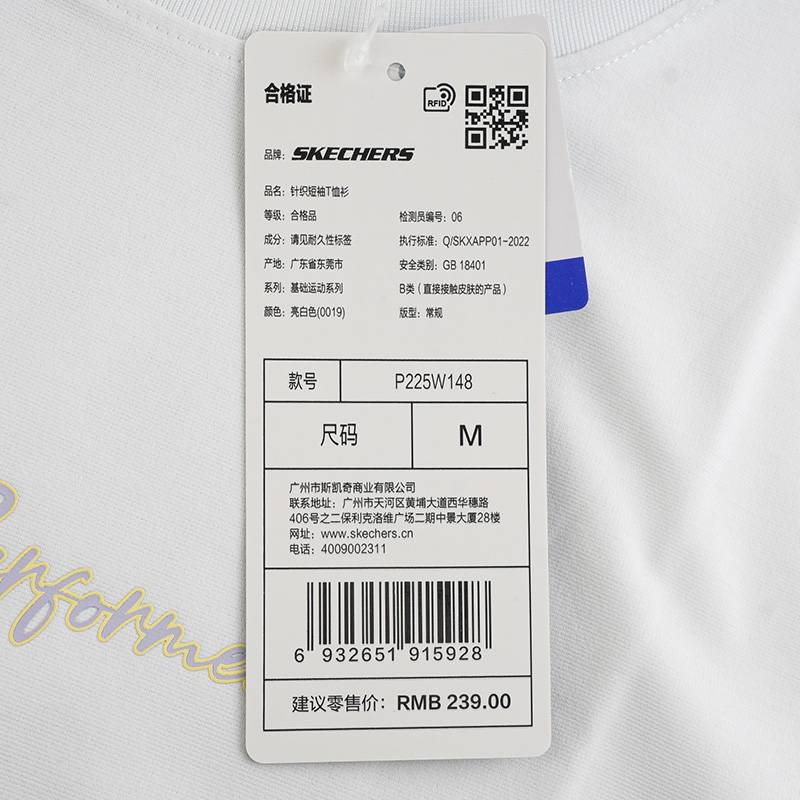 合格证
RFID
品牌: SKECHERS
品名: 针织短袖T恤衫
等级: 合格品 检测员编号: 06
成分: 请见耐久性标签 执行标准: Q/SKXAPP01-2022
产地: 广东省东莞市 安全类别: GB 18401
系列: 基础运动系列 B类(直接接触皮肤的产品)
颜色: 亮白色(0019) 版型: 常规
款号 P225W148
尺码 M
广州市斯凯奇商业有限公司
联系地址: 广州市天河区黄埔大道西华穗路
406号之二保利克洛维广场二期中景大厦28楼
网址: www.skechers.cn
电话: 4009002311
6 932651 915928
建议零售价: RMB 239.00